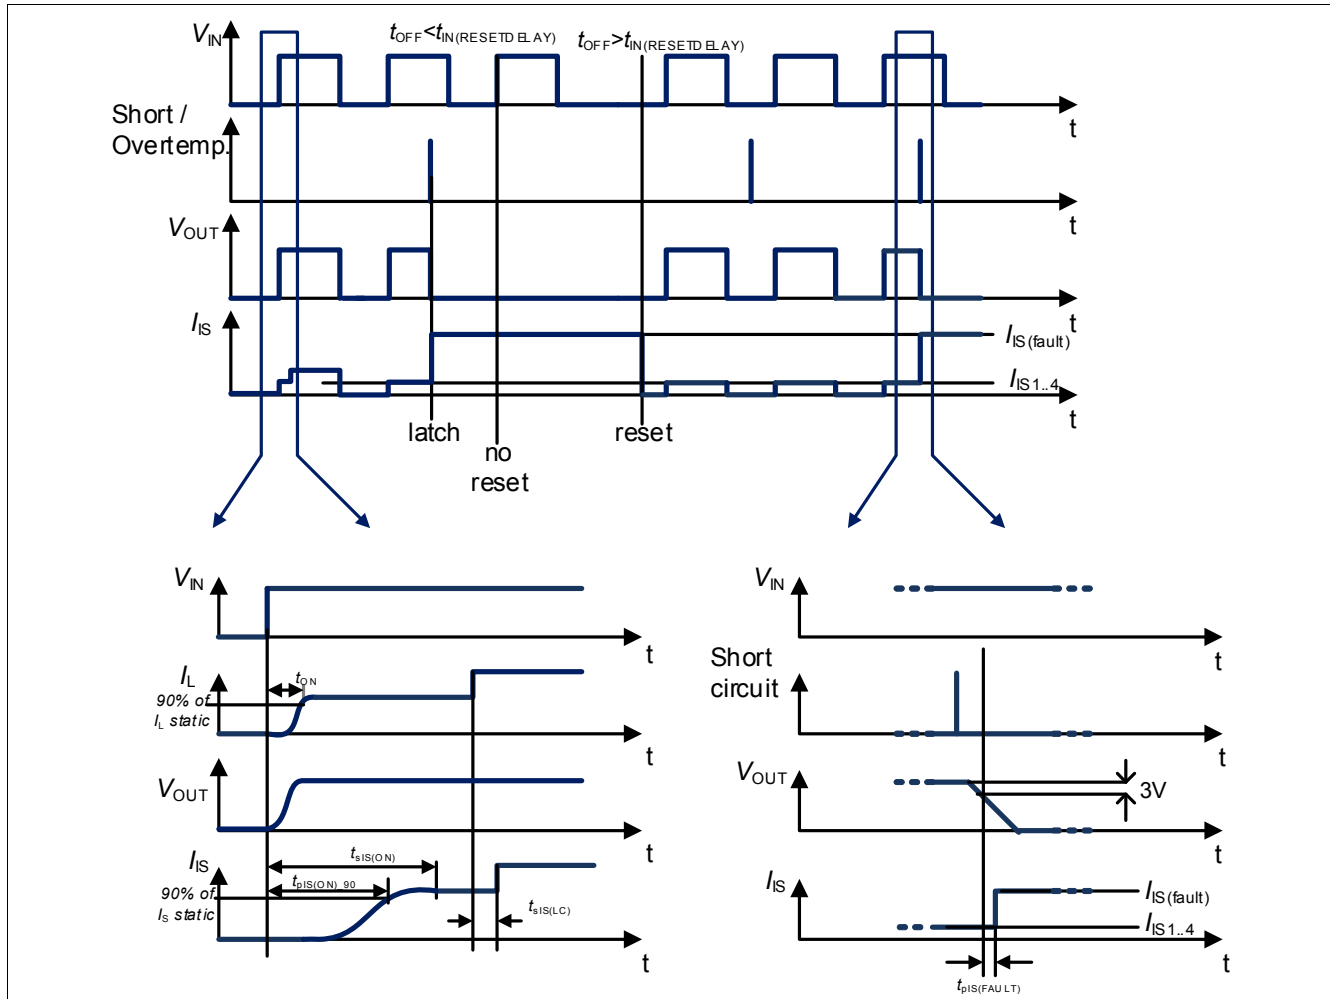 VIN
tOFF<tIN(RESETDELAY)
tOFF>tIN(RESETDELAY)
t
Short /
Overtemp.
t
VOUT
t
IIS
IIS(fault)
IIS1..4
t
latch
no
reset
reset
VIN
t
IL
tON
90% of
IL static
t
VOUT
t
IIS
tsIS(ON)
tpIS(ON)_90
90% of
IS static
tsIS(LC)
t
VIN
t
Short
circuit
t
VOUT
3V
t
IIS
IIS(fault)
IIS1..4
t
tpIS(FAULT)